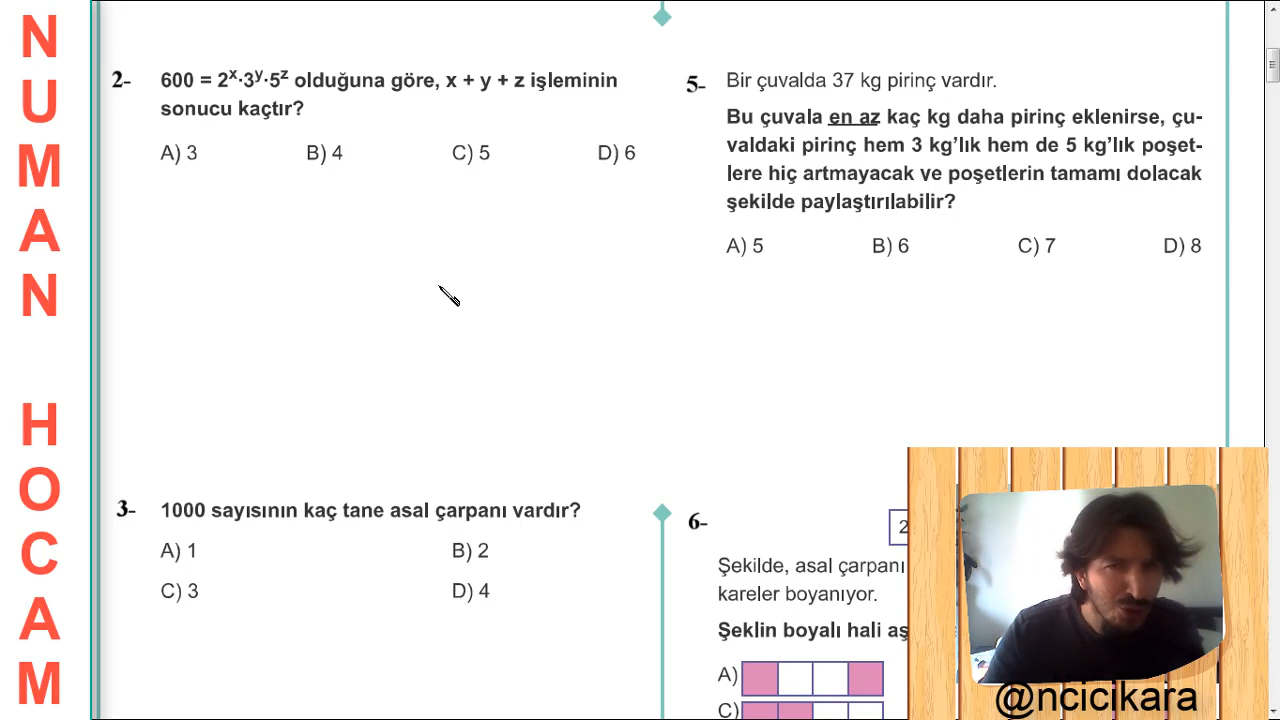 NUMAN HOCAM
2- 600 = 2^x·3^y·5^z olduğuna göre, x + y + z işleminin
sonucu kaçtır?
A) 3 B) 4 C) 5 D) 6
3- 1000 sayısının kaç tane asal çarpanı vardır?
A) 1 B) 2
C) 3 D) 4
5- Bir çuvalda 37 kg pirinç vardır.
Bu çuvala en az kaç kg daha pirinç eklenirse, çu-
valdaki pirinç hem 3 kg’lık hem de 5 kg’lık poşet-
lere hiç artmayacak ve poşetlerin tamamı dolacak
şekilde paylaştırılabilir?
A) 5 B) 6 C) 7 D) 8
6- 2
Şekilde, asal çarpanı
kareler boyanıyor.
Şeklin boyalı hali aş
A)
C)
@ncicikara